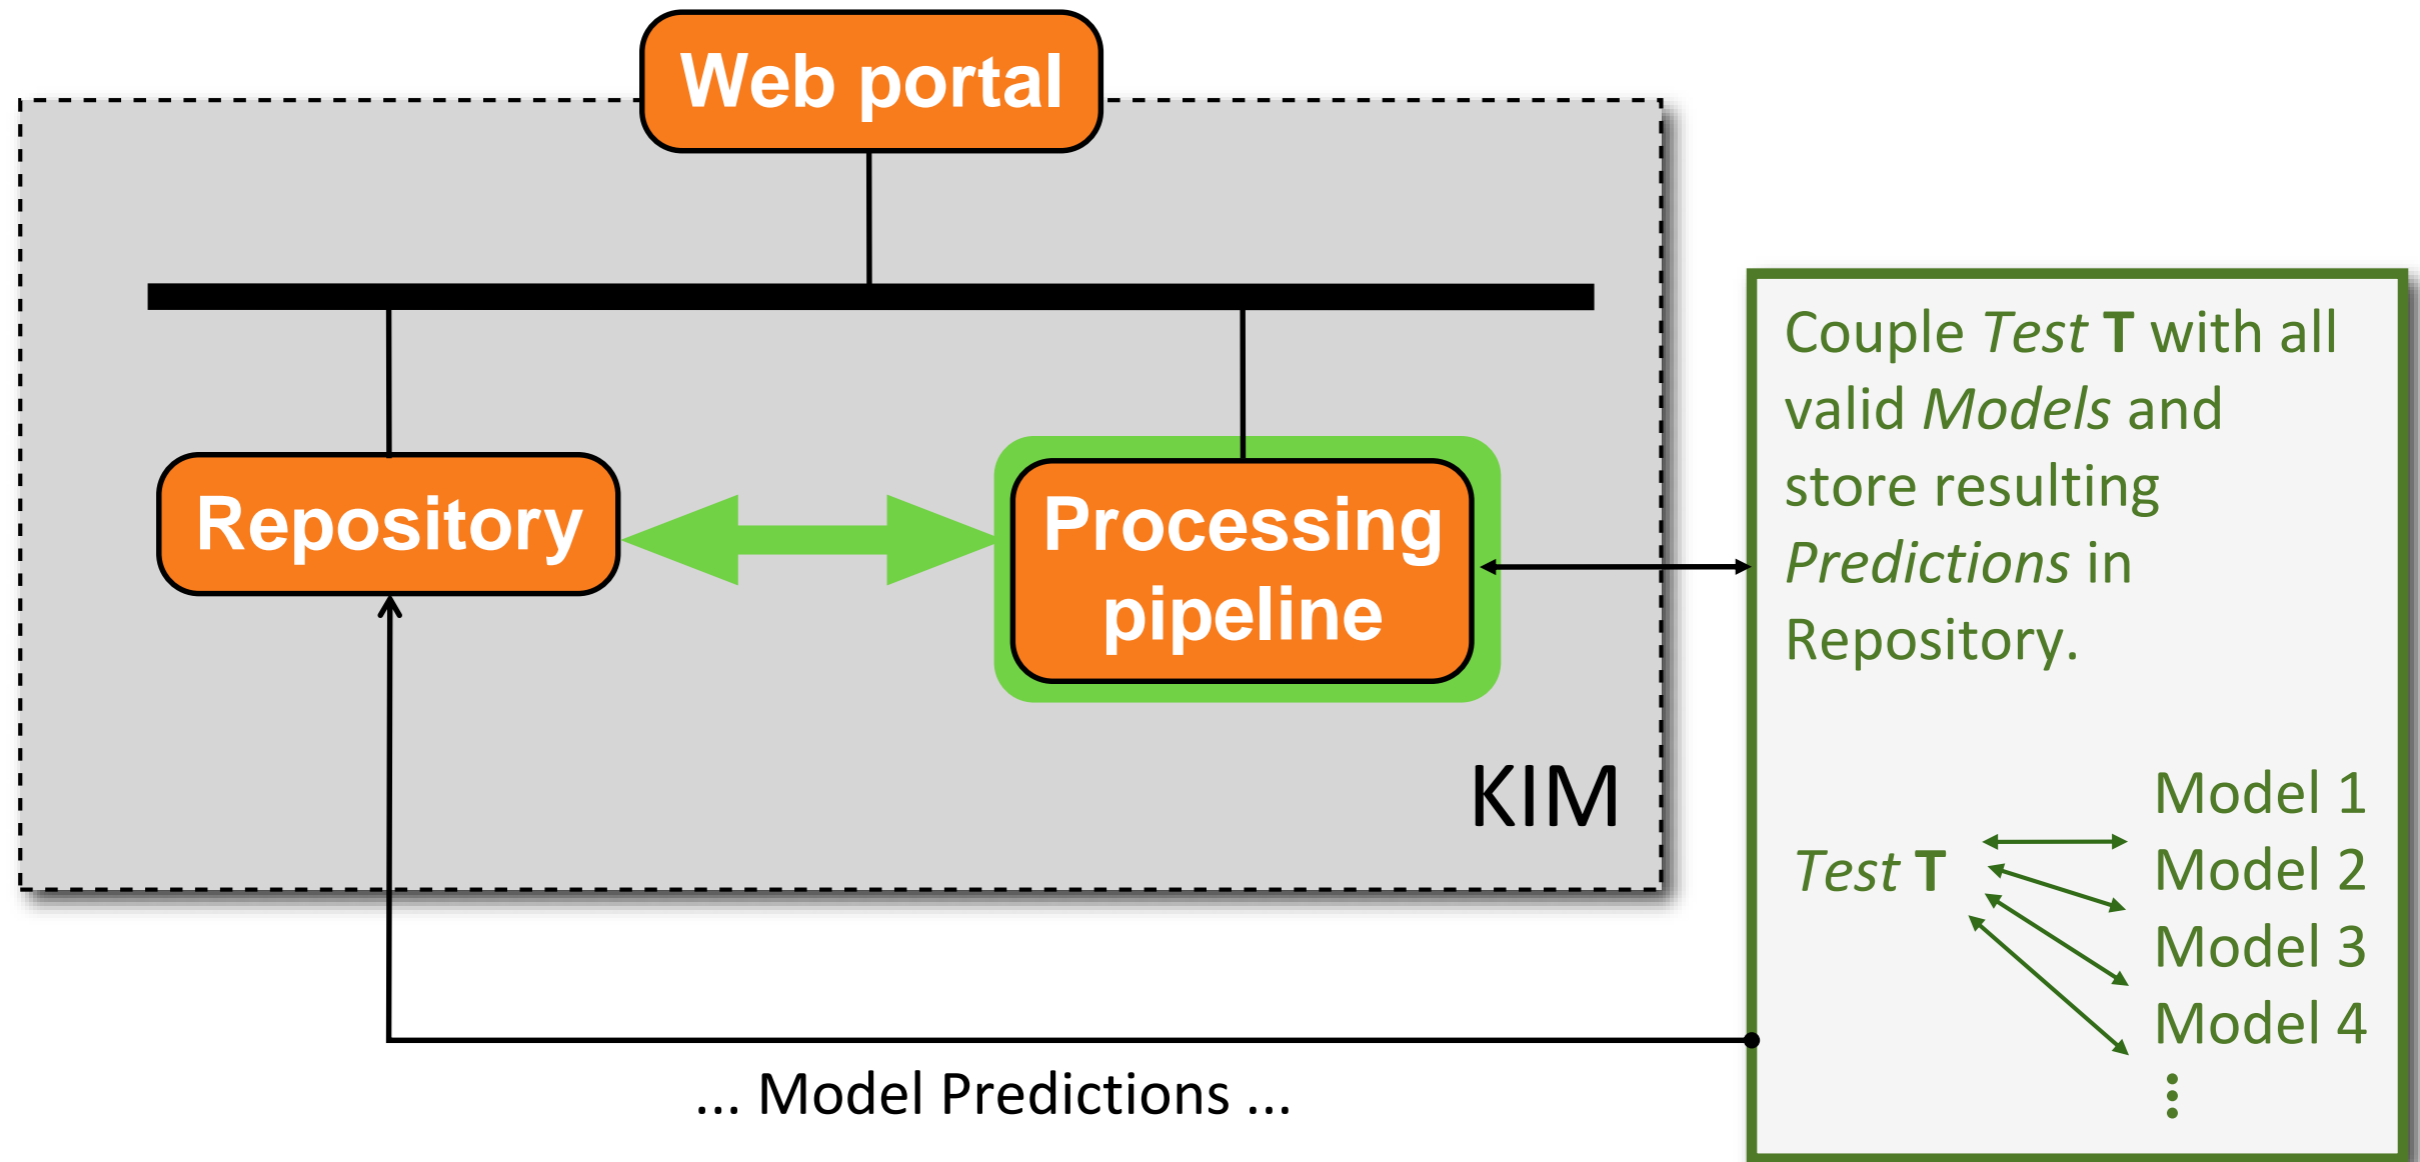 Web portal
Repository
Processing
pipeline
KIM
Couple Test T with all
valid Models and
store resulting
Predictions in
Repository.
Test T
Model 1
Model 2
Model 3
Model 4
⋮
... Model Predictions ...